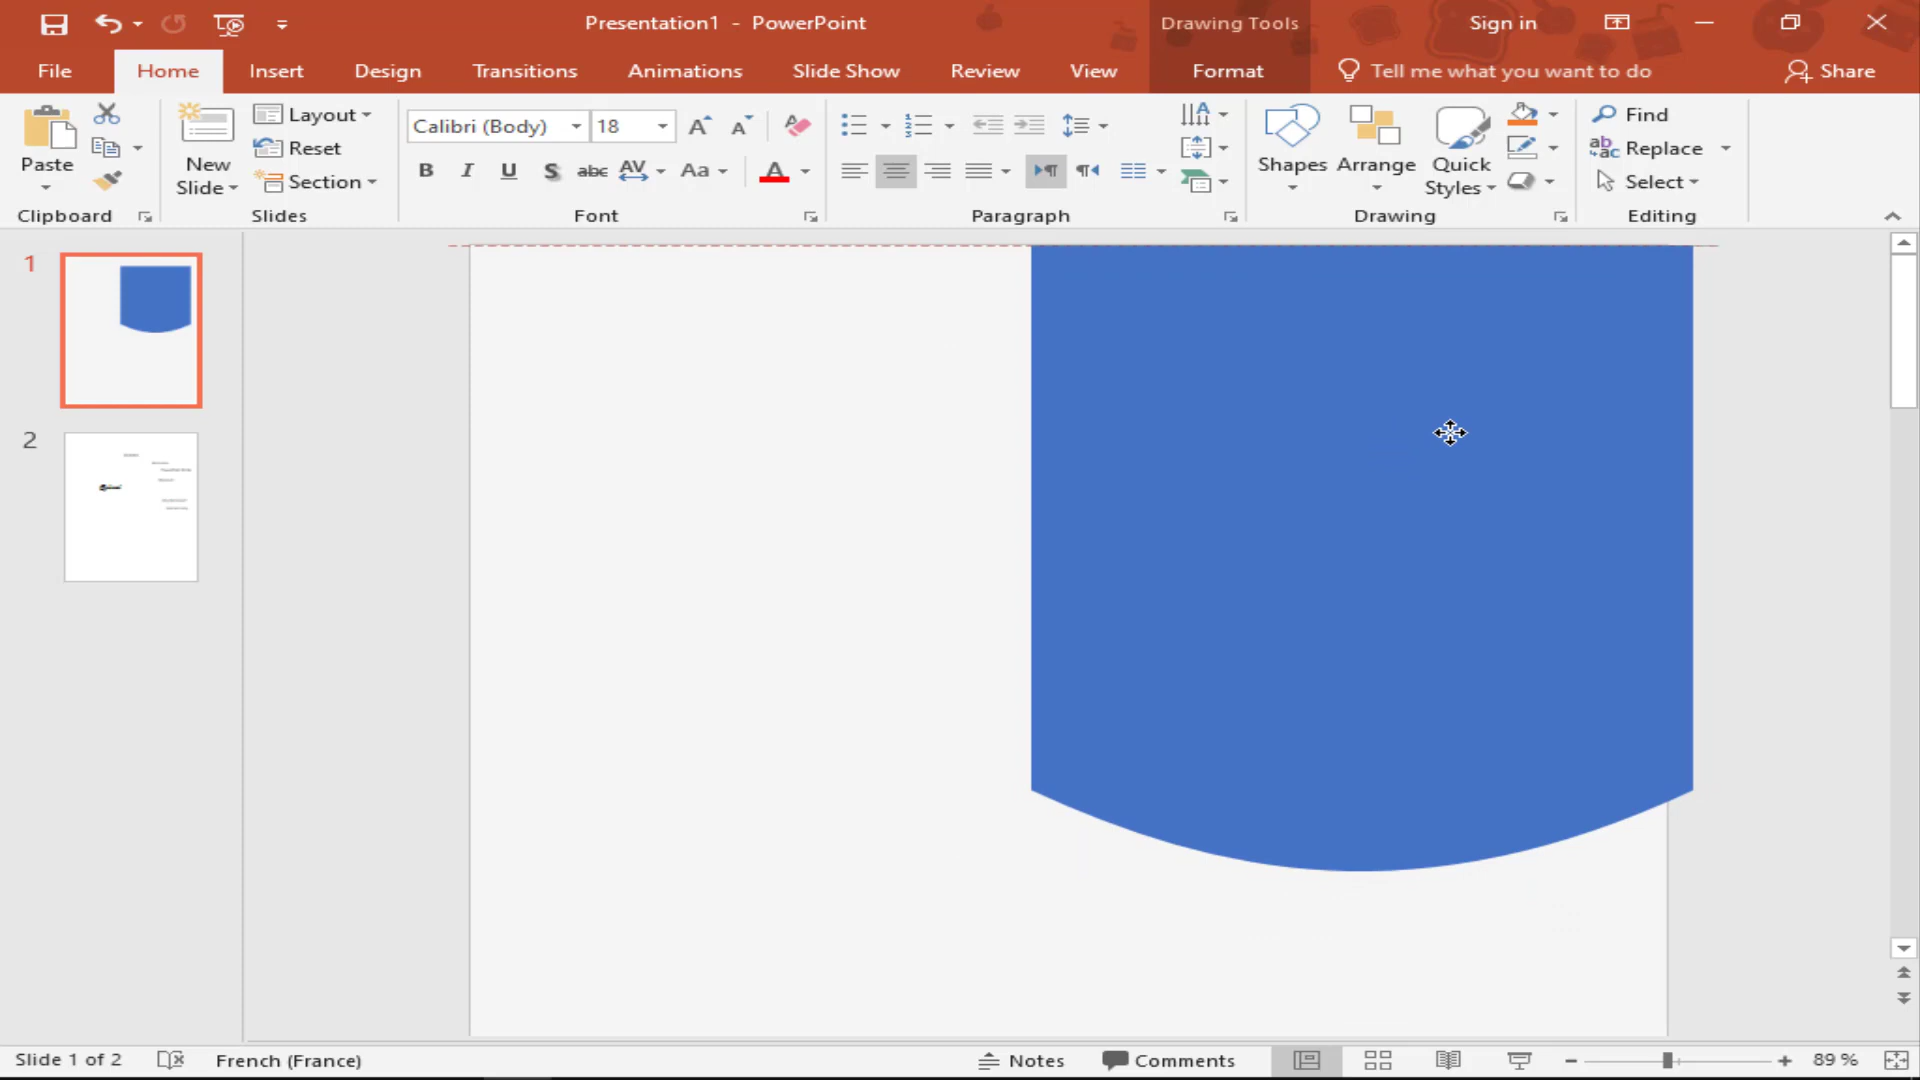 Presentation1 - PowerPoint
Drawing Tools
Sign in
File
Home
Insert
Design
Transitions
Animations
Slide Show
Review
View
Format
Tell me what you want to do
Share
Paste
New
Slide
Layout
Reset
Section
Calibri (Body)
18
A
A
B I U S abc AV Aa A
Shapes
Arrange
Quick
Styles
Find
Replace
Select
Clipboard
Slides
Font
Paragraph
Drawing
Editing
1
2
Slide 1 of 2
French (France)
Notes
Comments
89 %